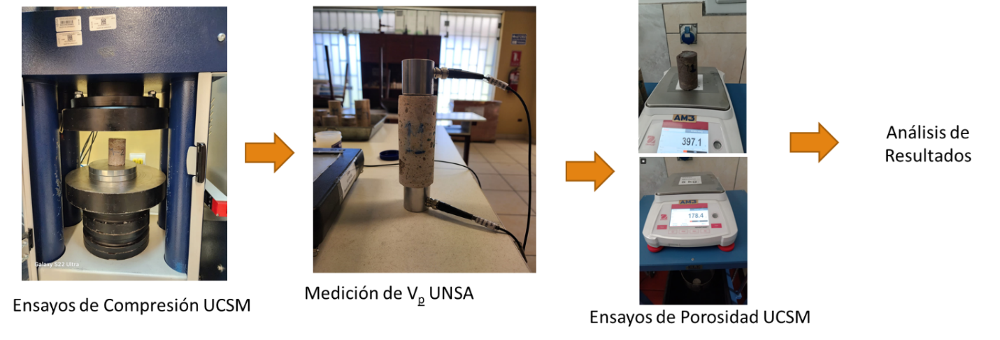 Galaxy S22 Ultra
AM3
397.1
AM3
178.4
Análisis de
Resultados
Ensayos de Compresión UCSM
Medición de Vp UNSA
Ensayos de Porosidad UCSM